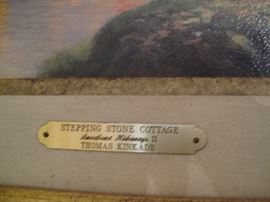 STEPPING STONE COTTAGE
Sweetheart Hideaways II
THOMAS KINKADE